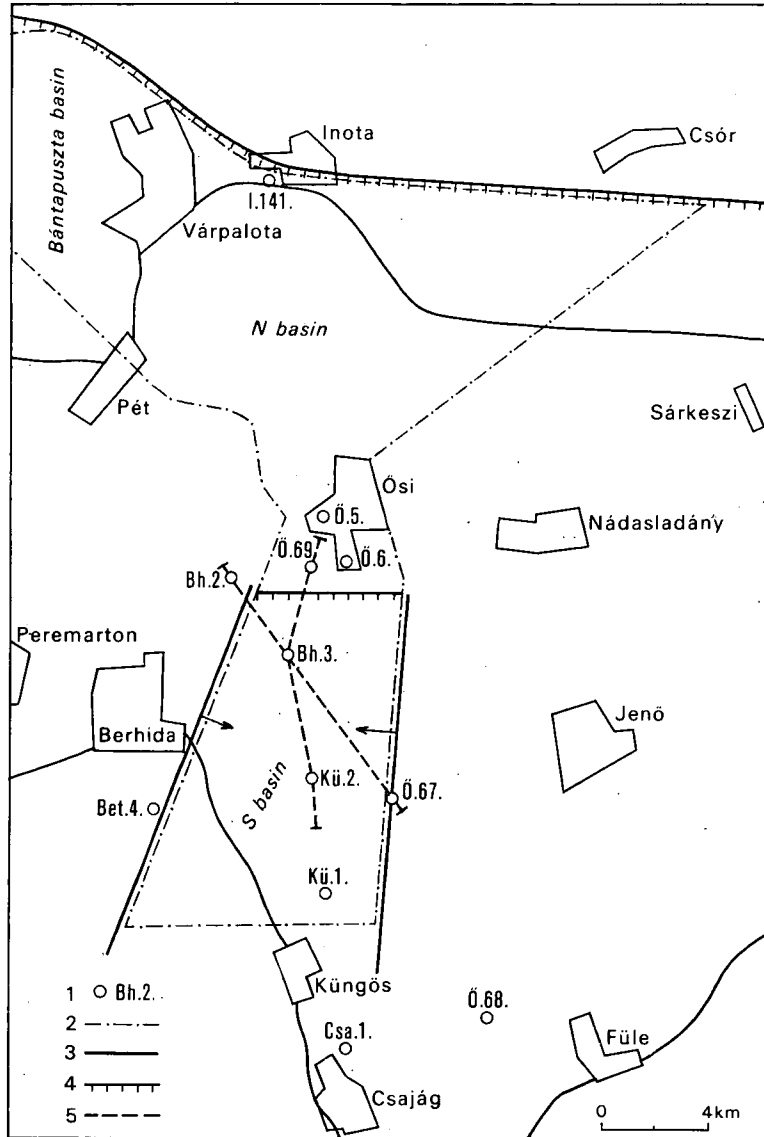 Inota
Csór
Bántapuszta basin
I.141.
Várpalota
N basin
Pét
Sárkeszi
Ősi
Ő.5.
Nádasladány
Ő.69.
Ő.6.
Bh.2.
Peremarton
Bh.3.
Berhida
Jenő
Kü.2.
S basin
Ő.67.
Bet.4.
Kü.1.
Küngös
1 Bh.2.
Ő.68.
2
Füle
3
Csa.1.
4
Csajág
5
0 4km